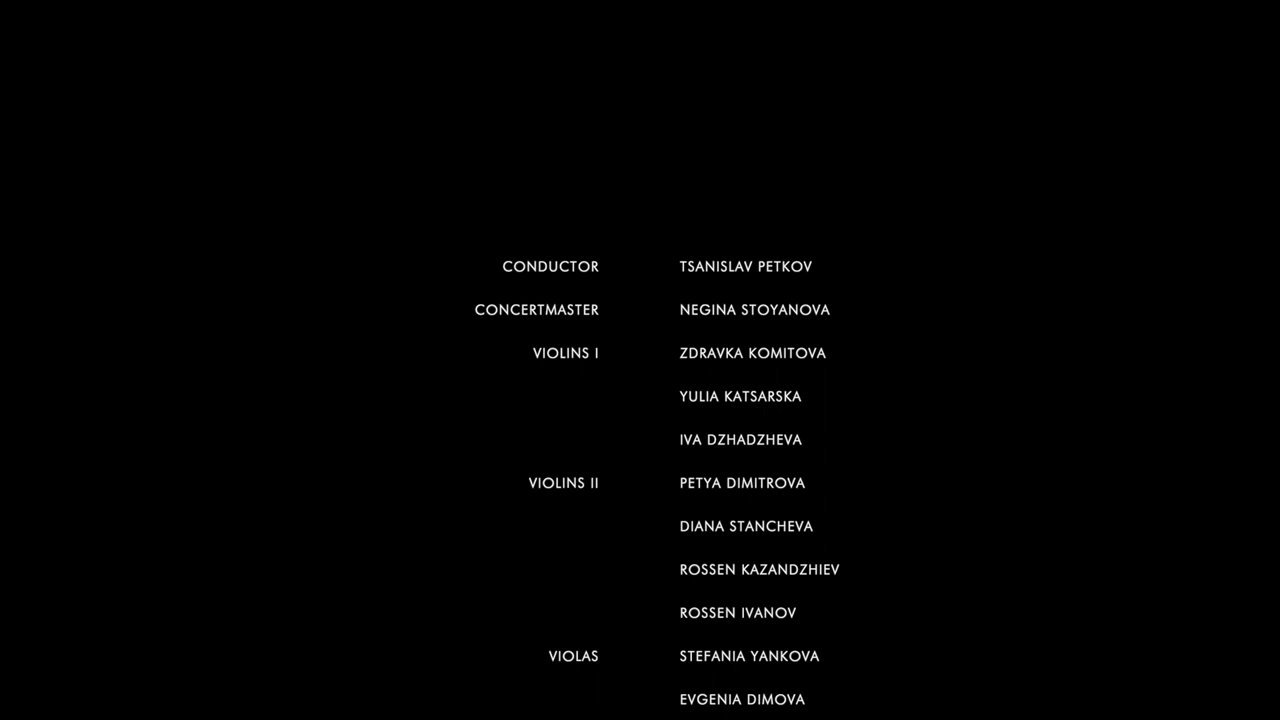 CONDUCTOR TSANISLAV PETKOV
CONCERTMASTER NEGINA STOYANOVA
VIOLINS I ZDRAVKA KOMITOVA
YULIA KATSARSKA
IVA DZHADZHEVA
VIOLINS II PETYA DIMITROVA
DIANA STANCHEVA
ROSSEN KAZANDZHIEV
ROSSEN IVANOV
VIOLAS STEFANIA YANKOVA
EVGENIA DIMOVA